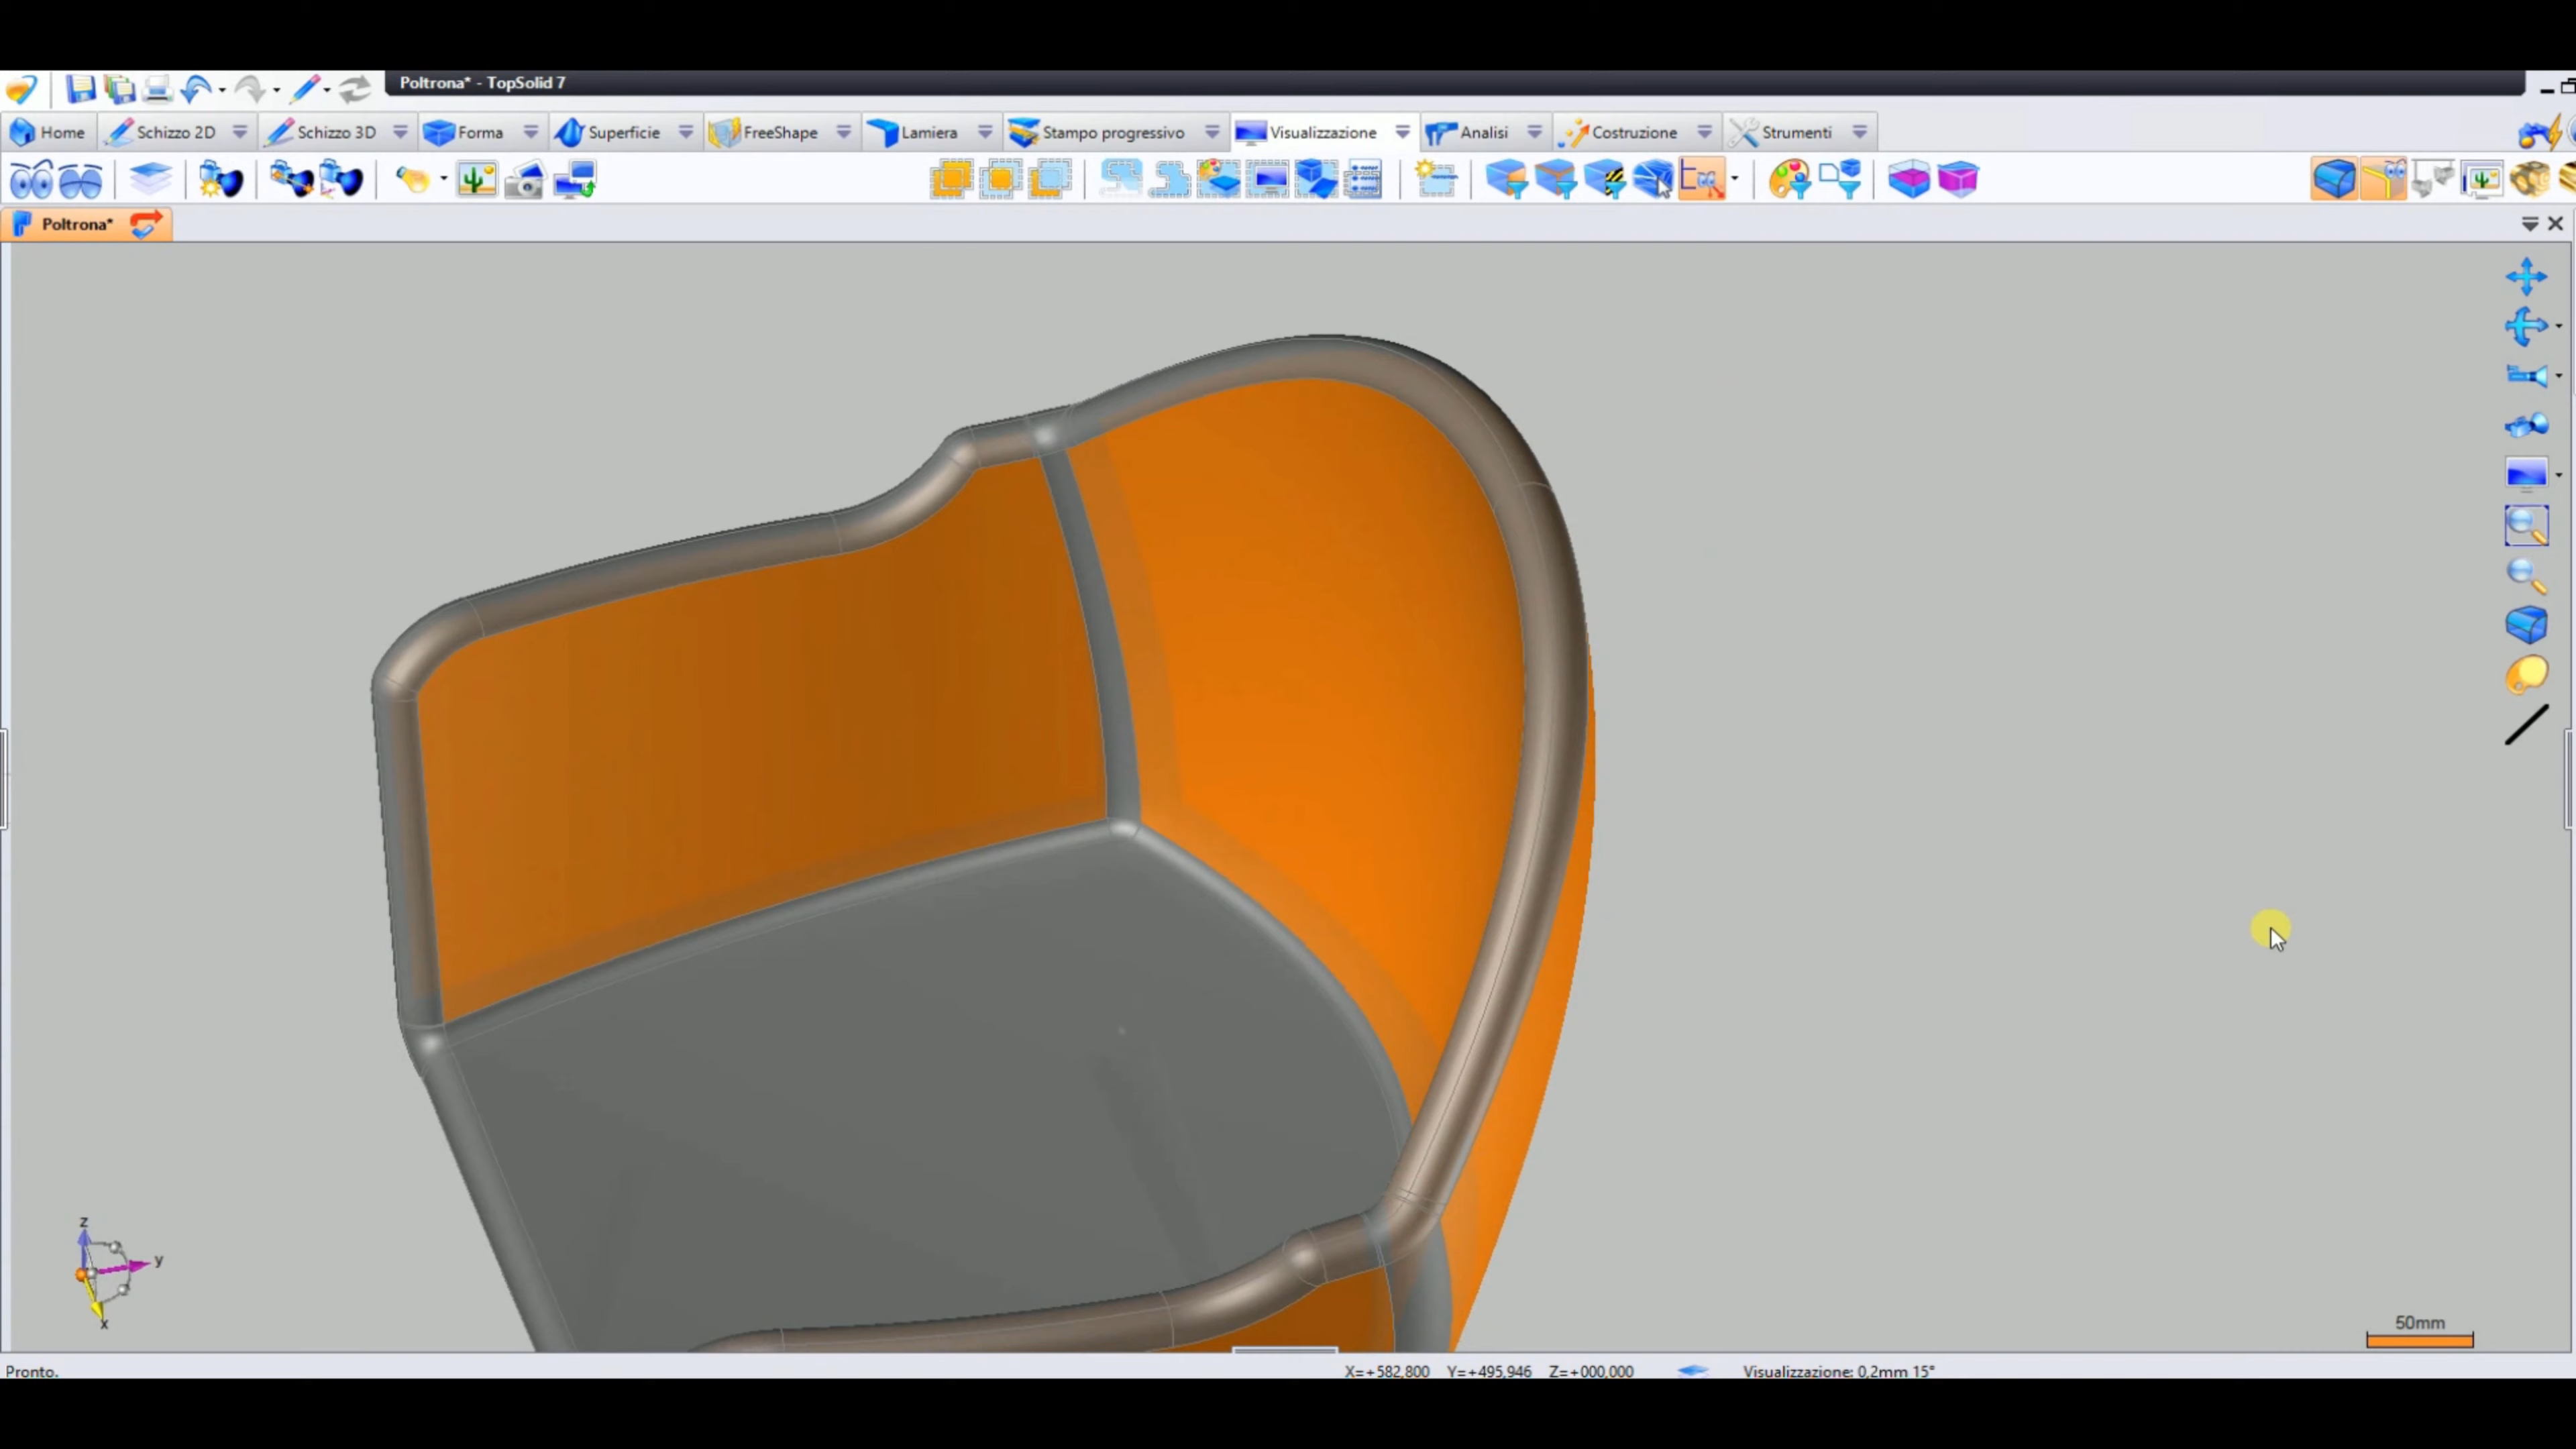 Poltrona* - TopSolid 7
Home Schizzo 2D Schizzo 3D Forma Superficie FreeShape Lamiera Stampo progressivo Visualizzazione Analisi Costruzione Strumenti
Poltrona*
z
y
x
50mm
Pronto. X=+582,800 Y=+495,946 Z=+000,000 Visualizzazione: 0,2mm 15°